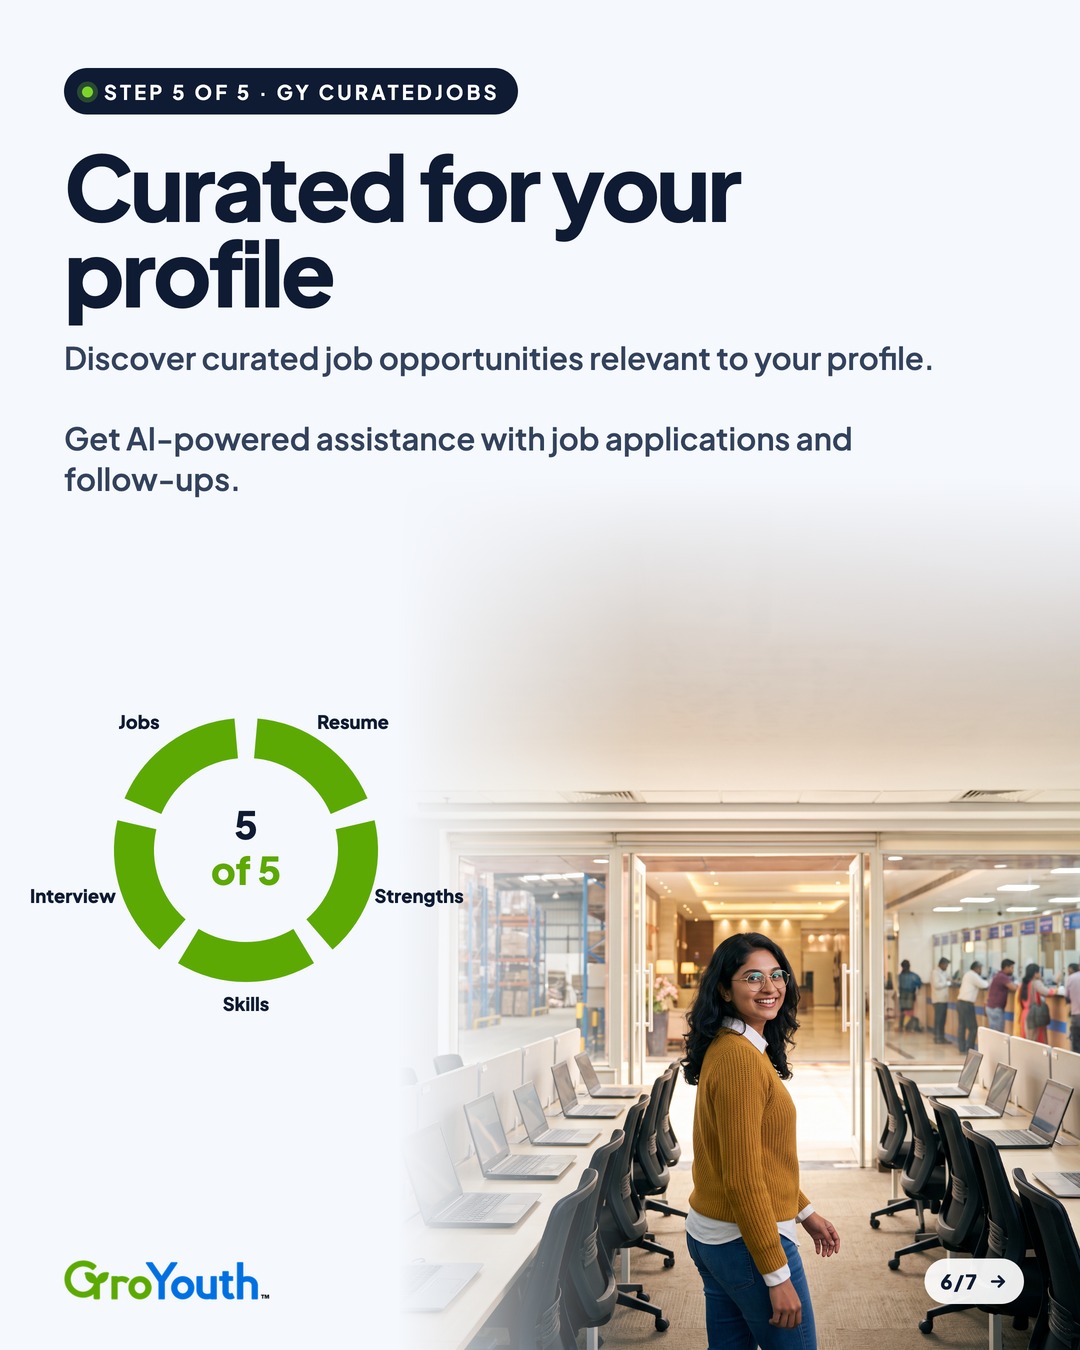 STEP 5 OF 5 · GY CURATEDJOBS
Curated for your
profile
Discover curated job opportunities relevant to your profile.
Get AI-powered assistance with job applications and
follow-ups.
Jobs
Resume
5
of 5
Interview
Strengths
Skills
GroYouth™
6/7 →